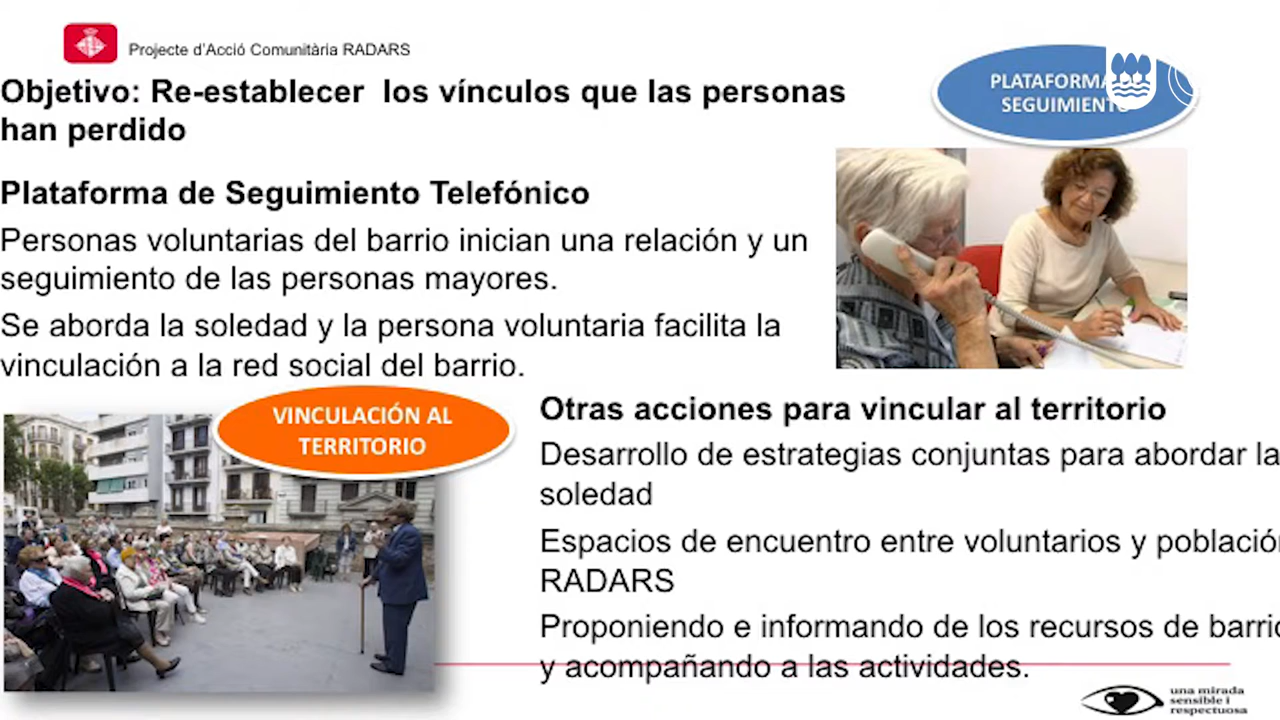 Projecte d'Acció Comunitària RADARS
Objetivo: Re-establecer los vínculos que las personas
han perdido
PLATAFORMA
SEGUIMIENTO
Plataforma de Seguimiento Telefónico
Personas voluntarias del barrio inician una relación y un
seguimiento de las personas mayores.
Se aborda la soledad y la persona voluntaria facilita la
vinculación a la red social del barrio.
VINCULACIÓN AL
TERRITORIO
Otras acciones para vincular al territorio
Desarrollo de estrategias conjuntas para abordar la
soledad
Espacios de encuentro entre voluntarios y població
RADARS
Proponiendo e informando de los recursos de barri
y acompañando a las actividades.
una mirada
sensible i
respectuosa